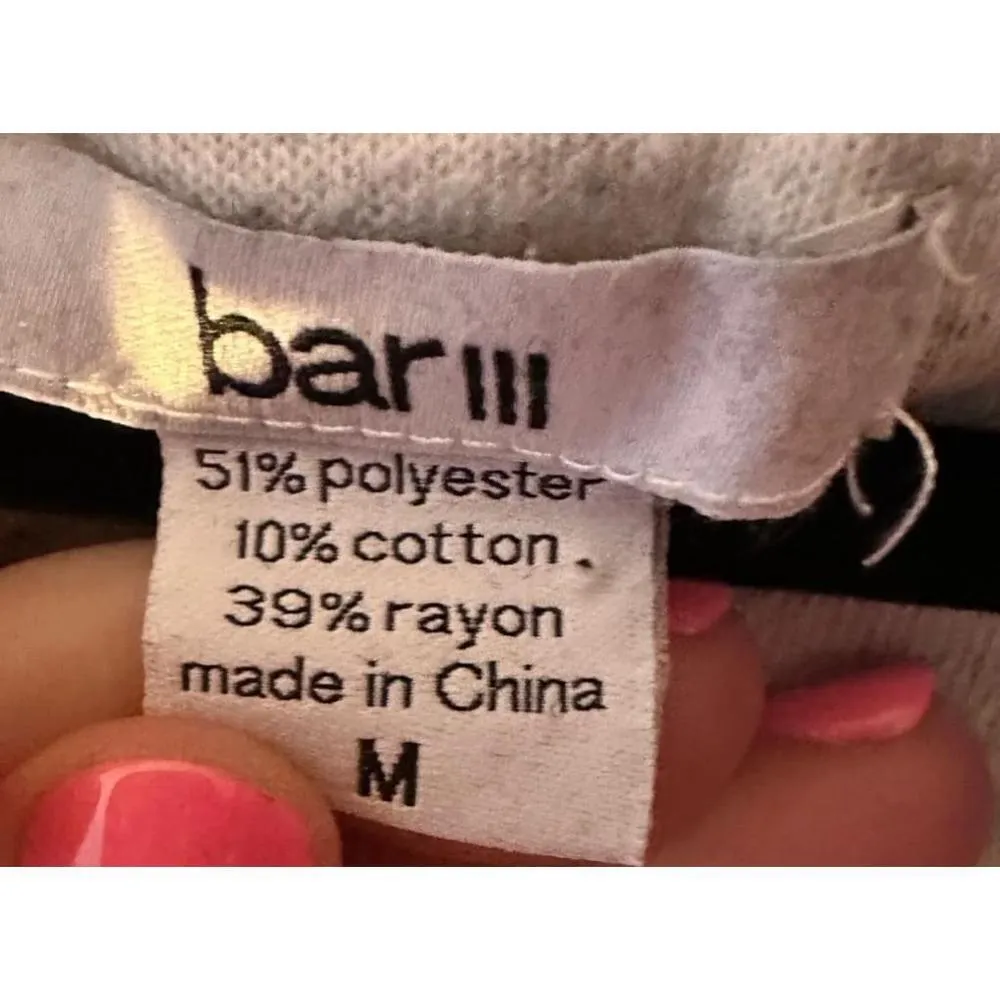 bar III
51% polyester
10% cotton
39% rayon
made in China
M